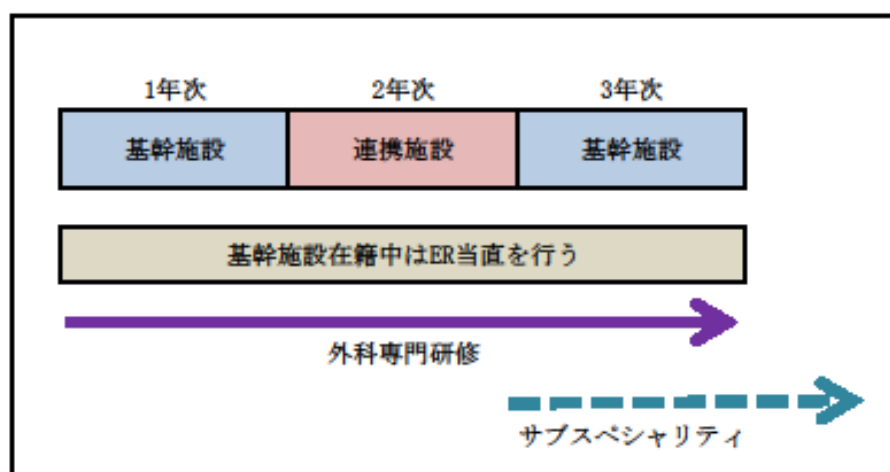 1年次 2年次 3年次
基幹施設 連携施設 基幹施設
基幹施設在籍中はER当直を行う
外科専門研修
サブスペシャリティ